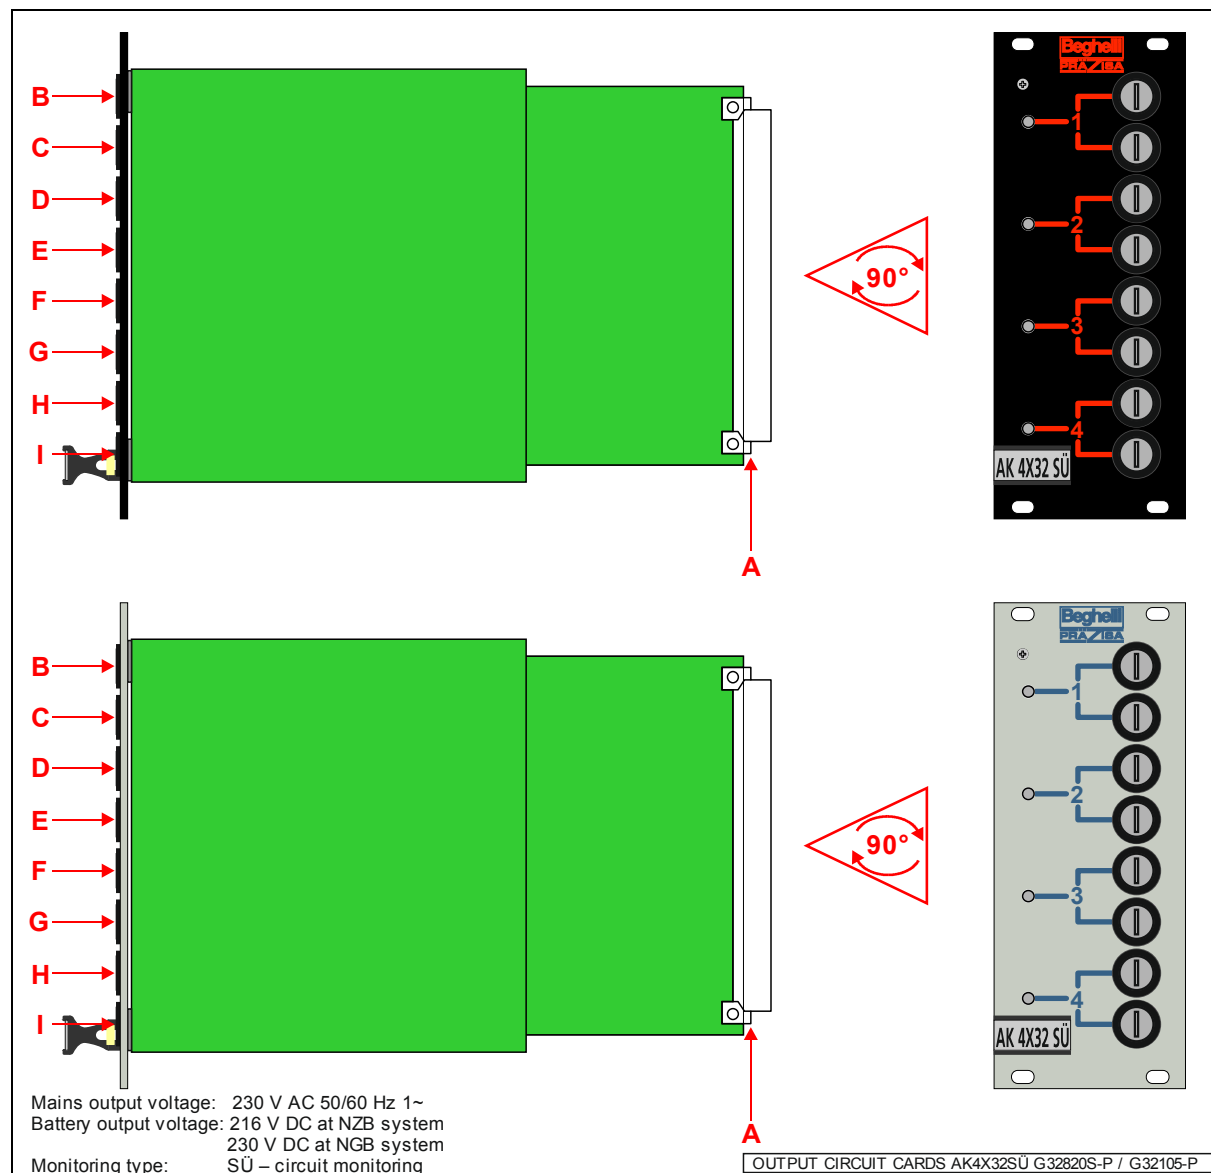 B
C
D
E
F
G
H
I
A
90°
Beghelli
PRÄZISA
1
2
3
4
AK 4X32 SÜ
B
C
D
E
F
G
H
I
A
90°
Beghelli
PRÄZISA
1
2
3
4
AK 4X32 SÜ
Mains output voltage: 230 V AC 50/60 Hz 1~
Battery output voltage: 216 V DC at NZB system
230 V DC at NGB system
Monitoring type: SÜ – circuit monitoring
OUTPUT CIRCUIT CARDS AK4X32SÜ G32820S-P / G32105-P